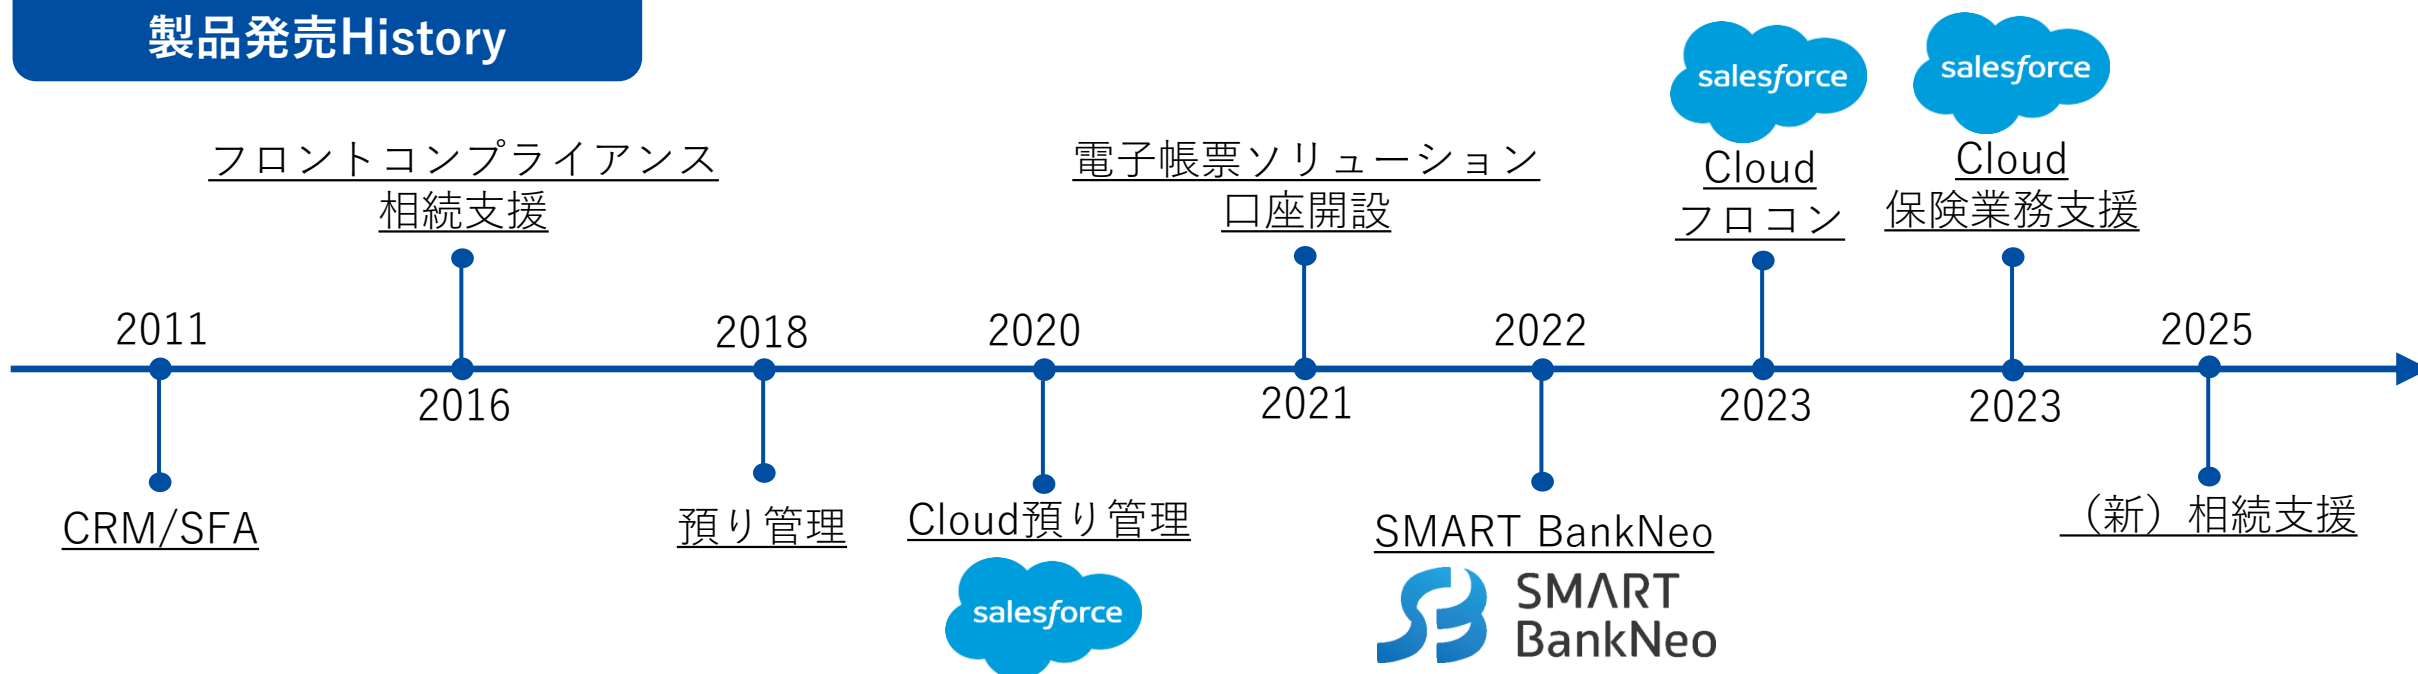 製品発売History
salesforce
salesforce
フロントコンプライアンス
相続支援
電子帳票ソリューション
口座開設
Cloud
フロコン
Cloud
保険業務支援
2011
2016
2018
2020
2021
2022
2023
2023
2025
CRM/SFA
預り管理
Cloud預り管理
salesforce
SMART BankNeo
SMART
BankNeo
（新）相続支援